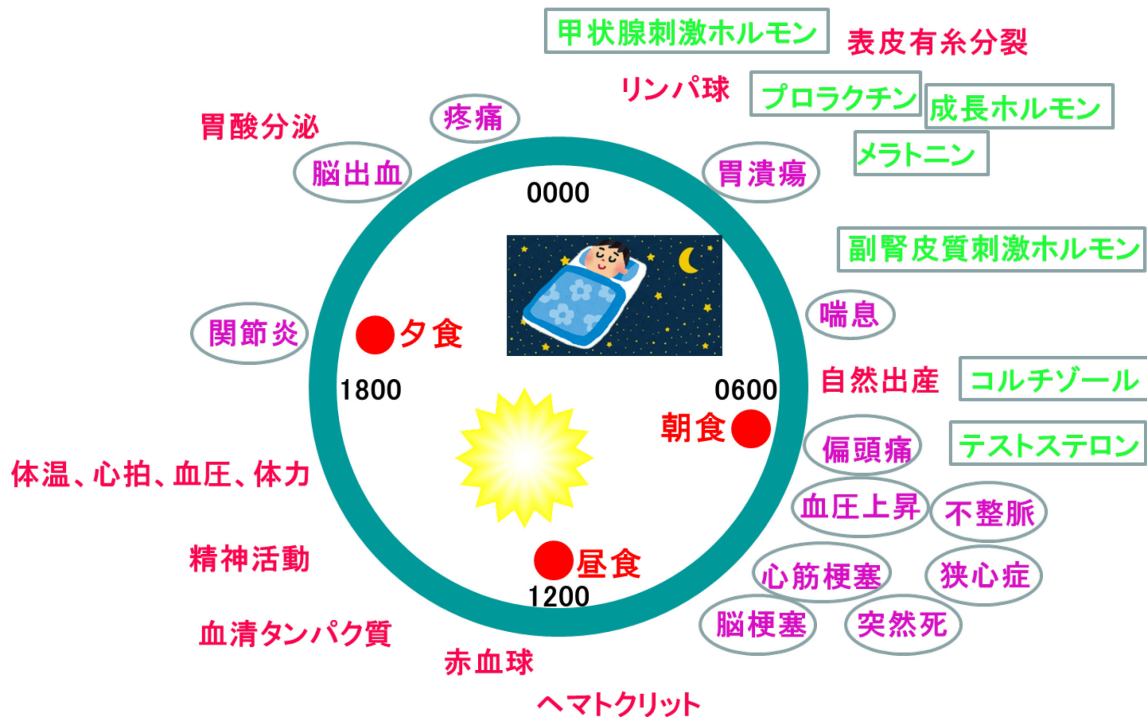 甲状腺刺激ホルモン
表皮有糸分裂
リンパ球
プロラクチン
成長ホルモン
メラトニン
胃酸分泌
疼痛
脳出血
胃潰瘍
0000
副腎皮質刺激ホルモン
喘息
関節炎
夕食
1800
0600
自然出産
コルチゾール
朝食
偏頭痛
テストステロン
体温、心拍、血圧、体力
血圧上昇
不整脈
精神活動
昼食
心筋梗塞
狭心症
1200
脳梗塞
突然死
血清タンパク質
赤血球
ヘマトクリット